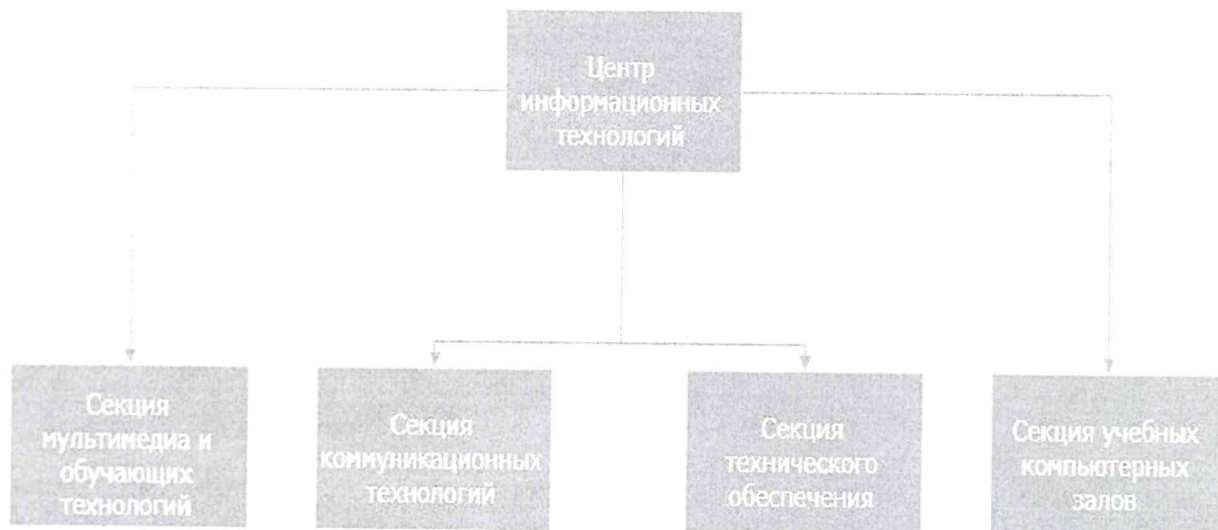 Центр
информационных
технологий
Секция
мультимедиа и
обучающих
технологий
Секция
коммуникационных
технологий
Секция
технического
обеспечения
Секция учебных
компьютерных
залов